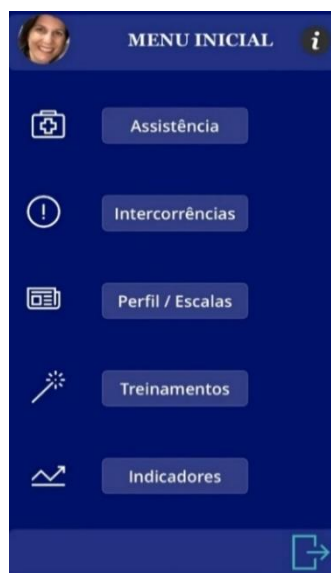 MENU INICIAL
i
Assistência
Intercorrências
Perfil / Escalas
Treinamentos
Indicadores